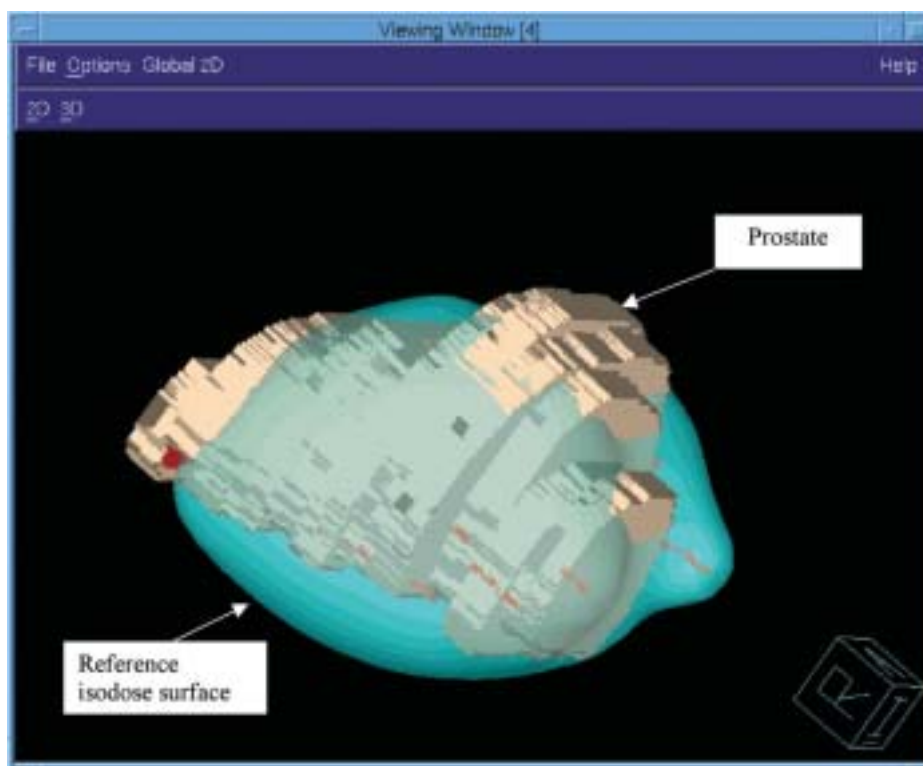 Viewing Window [4]
File Options Global 2D Help
2D 3D
Prostate
Reference
isodose surface